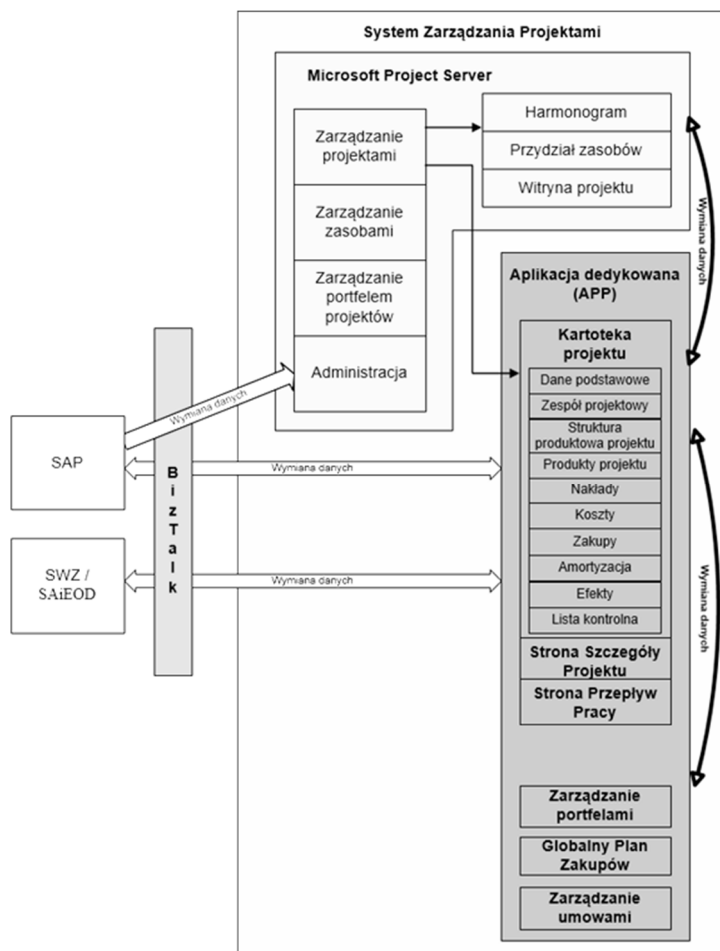 System Zarządzania Projektami
Microsoft Project Server
Zarządzanie
projektami
Zarządzanie
zasobami
Zarządzanie
portfelem
projektów
Administracja
Harmonogram
Przydział zasobów
Witryna projektu
Wymiana danych
Aplikacja dedykowana
(APP)
Kartoteka
projektu
Dane podstawowe
Zespół projektowy
Struktura
produktowa projektu
Produkty projektu
Nakłady
Koszty
Zakupy
Amortyzacja
Efekty
Lista kontrolna
Strona Szczegóły
Projektu
Strona Przepływ
Pracy
Wymiana danych
Zarządzanie
portfelami
Globalny Plan
Zakupów
Zarządzanie
umowami
SAP
SWZ /
SAiEOD
BizTalk
Wymiana danych
Wymiana danych
Wymiana danych